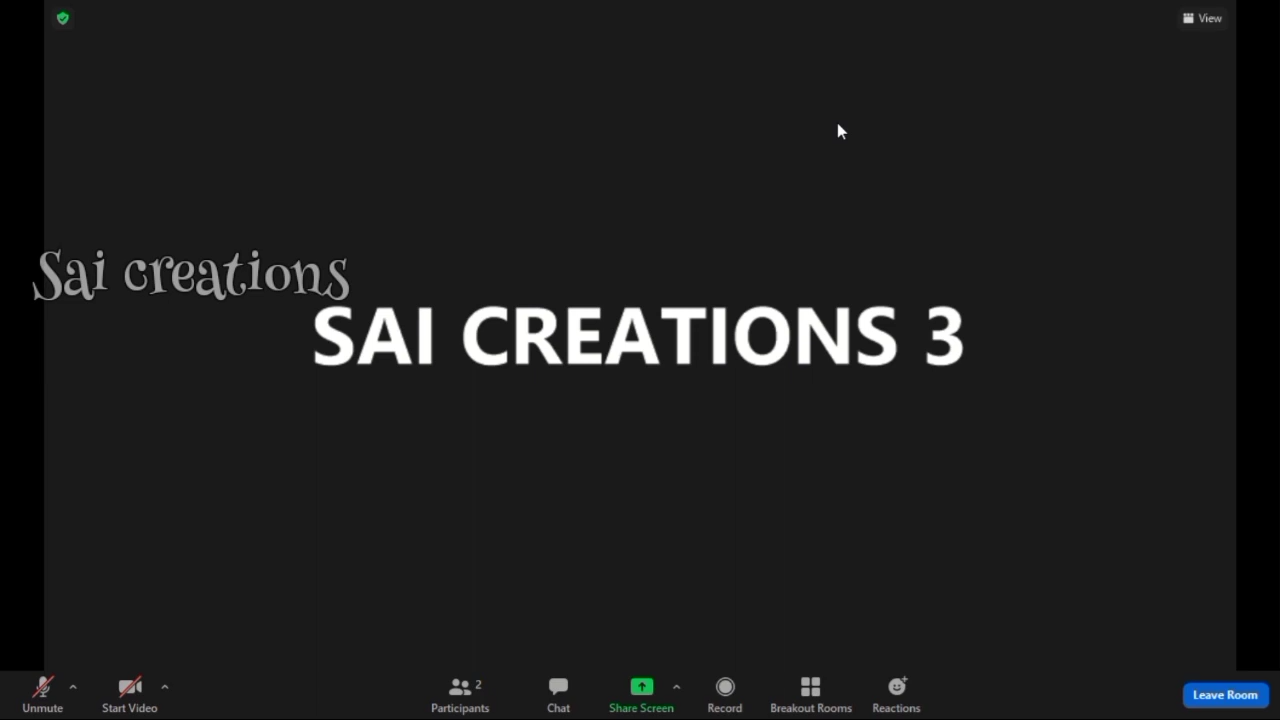 View
Sai creations
SAI CREATIONS 3
Unmute
Start Video
2
Participants
Chat
Share Screen
Record
Breakout Rooms
Reactions
Leave Room